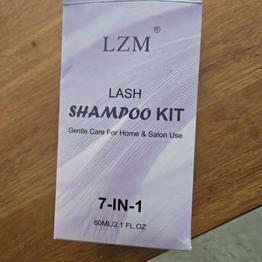 LZM®
LASH
SHAMPOO KIT
Gentle Care For Home & Salon Use
7-IN-1
60ML/2.1 FL.OZ